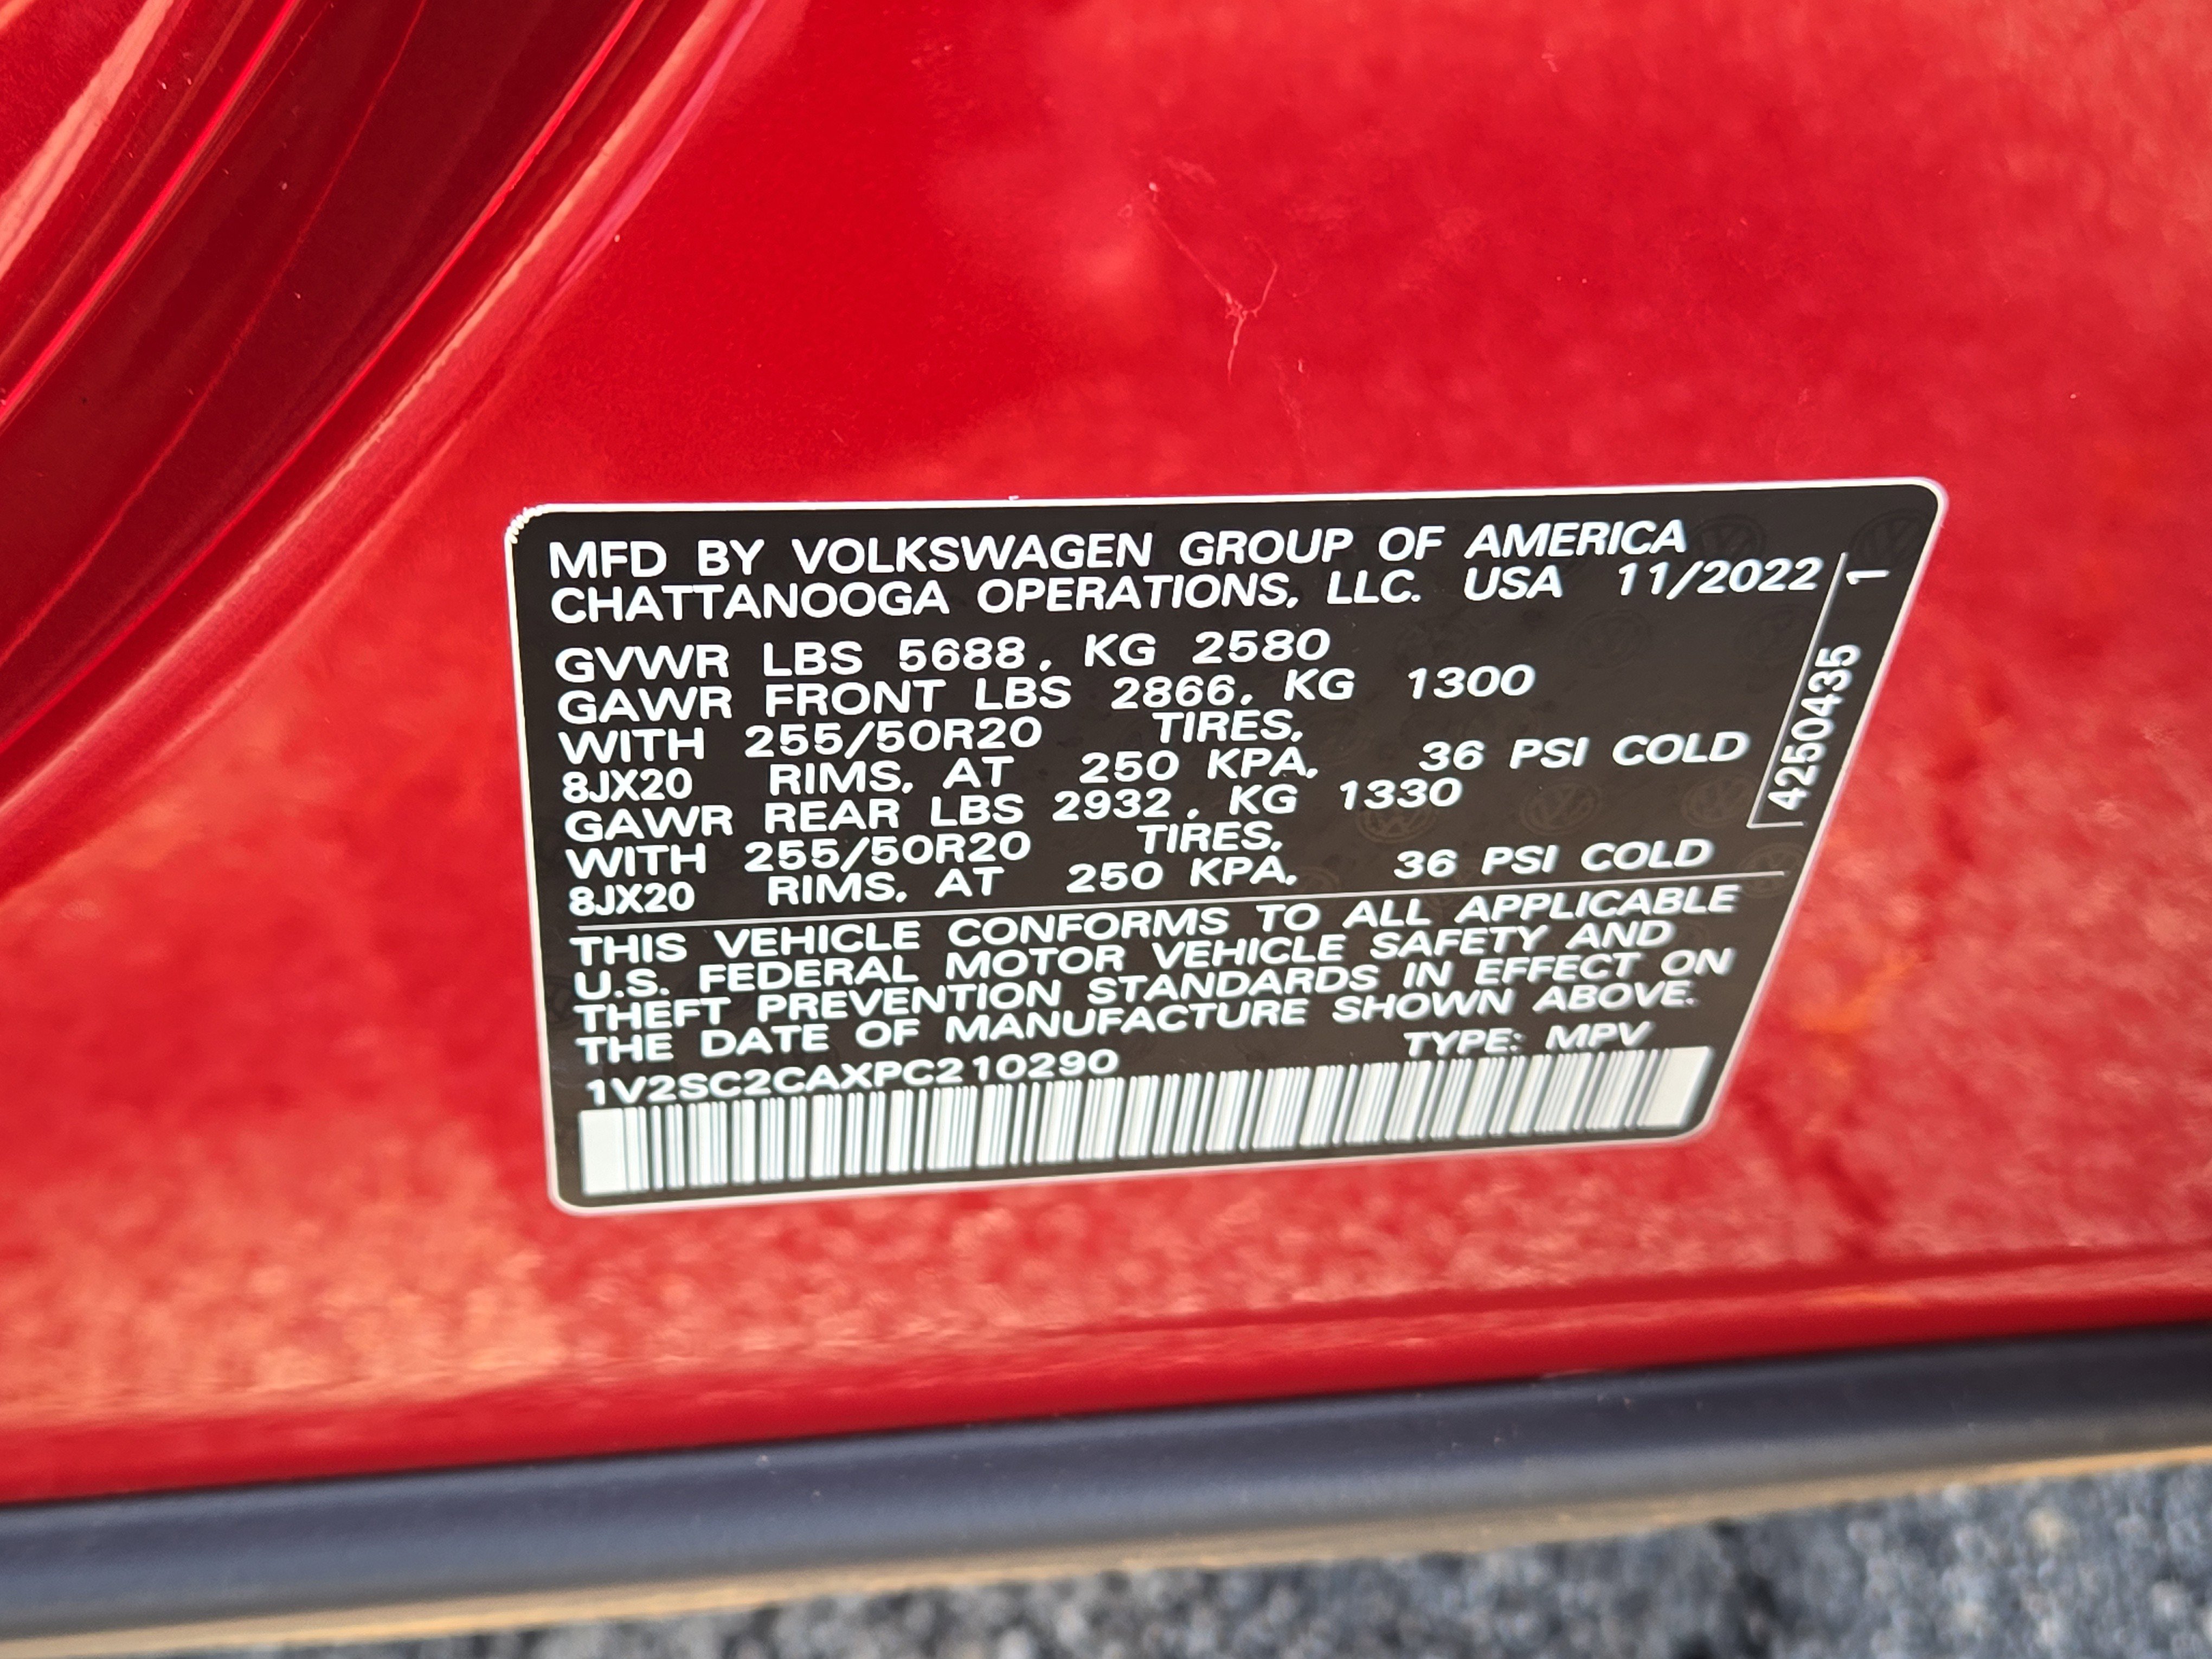 MFD BY VOLKSWAGEN GROUP OF AMERICA
CHATTANOOGA OPERATIONS, LLC. USA 11/2022
GVWR LBS 5688, KG 2580
GAWR FRONT LBS 2866, KG 1300
WITH 255/50R20 TIRES,
8JX20 RIMS, AT 250 KPA, 36 PSI COLD
GAWR REAR LBS 2932, KG 1330
WITH 255/50R20 TIRES,
8JX20 RIMS, AT 250 KPA, 36 PSI COLD
THIS VEHICLE CONFORMS TO ALL APPLICABLE
U.S. FEDERAL MOTOR VEHICLE SAFETY AND
THEFT PREVENTION STANDARDS IN EFFECT ON
THE DATE OF MANUFACTURE SHOWN ABOVE.
1V2SC2CAXPC210290 TYPE: MPV
4250435 1